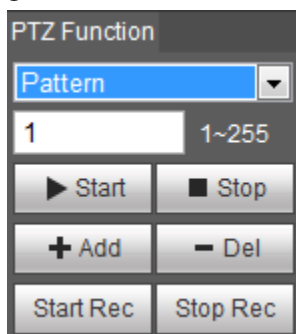 PTZ Function
Pattern
1 1~255
Start Stop
Add Del
Start Rec Stop Rec